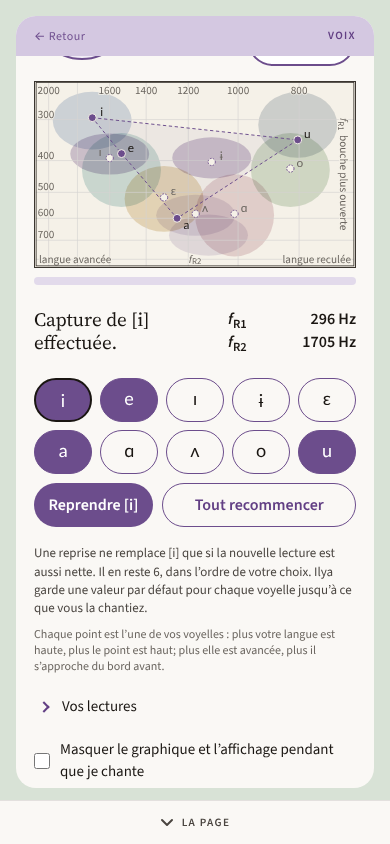 ← Retour
VOIX
2000 1600 1400 1200 1000 800
300
400
500
600
700
i
u
e
ɪ
ɨ
o
ɛ
ʌ
ɑ
a
fR1 bouche plus ouverte
langue avancée
fR2
langue reculée
Capture de [i]
effectuée.
fR1 296 Hz
fR2 1705 Hz
i e ɪ ɨ ɛ
a ɑ ʌ o u
Reprendre [i]
Tout recommencer
Une reprise ne remplace [i] que si la nouvelle lecture est
aussi nette. Il en reste 6, dans l’ordre de votre choix. Ilya
garde une valeur par défaut pour chaque voyelle jusqu’à ce
que vous la chantiez.
Chaque point est l’une de vos voyelles : plus votre langue est
haute, plus le point est haut; plus elle est avancée, plus il
s’approche du bord avant.
Vos lectures
Masquer le graphique et l’affichage pendant
que je chante
LA PAGE